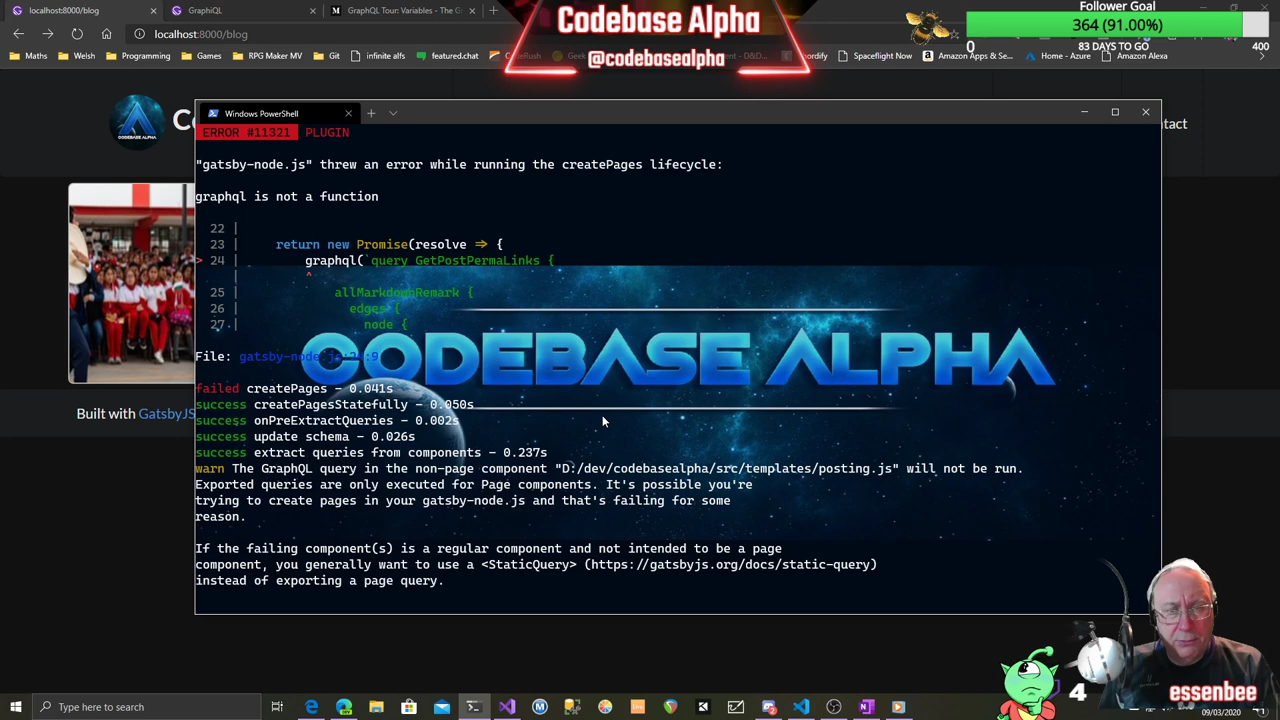 localhost:8000/blog
GraphiQL
GraphQL Tour: Variables - The G
Codebase Alpha
@codebasealpha
Follower Goal
364 (91.00%)
0
83 DAYS TO GO
400
localhost:8000/blog
Maths
Welsh
Programming
Games
RPG Maker MV
Git
infinite alfs
featured.chat
Spaceflight Now
Amazon Apps & Se...
Home - Azure
Amazon Alexa
CODEBASE ALPHA
Windows PowerShell
ERROR #11321 PLUGIN
"gatsby-node.js" threw an error while running the createPages lifecycle:
graphql is not a function
22 |
23 | return new Promise(resolve => {
> 24 | graphql(`query GetPostPermaLinks {
| ^
25 | allMarkdownRemark {
26 | edges {
27 | node {
File: gatsby-node.js:24:9
CODEBASE ALPHA
failed createPages - 0.041s
success createPagesStatefully - 0.050s
success onPreExtractQueries - 0.002s
success update schema - 0.026s
success extract queries from components - 0.237s
warn The GraphQL query in the non-page component "D:/dev/codebasealpha/src/templates/posting.js" will not be run.
Exported queries are only executed for Page components. It's possible you're
trying to create pages in your gatsby-node.js and that's failing for some
reason.
If the failing component(s) is a regular component and not intended to be a page
component, you generally want to use a <StaticQuery> (https://gatsbyjs.org/docs/static-query)
instead of exporting a page query.
Built with GatsbyJS
4
essenbee
Type here to search
09/03/2020